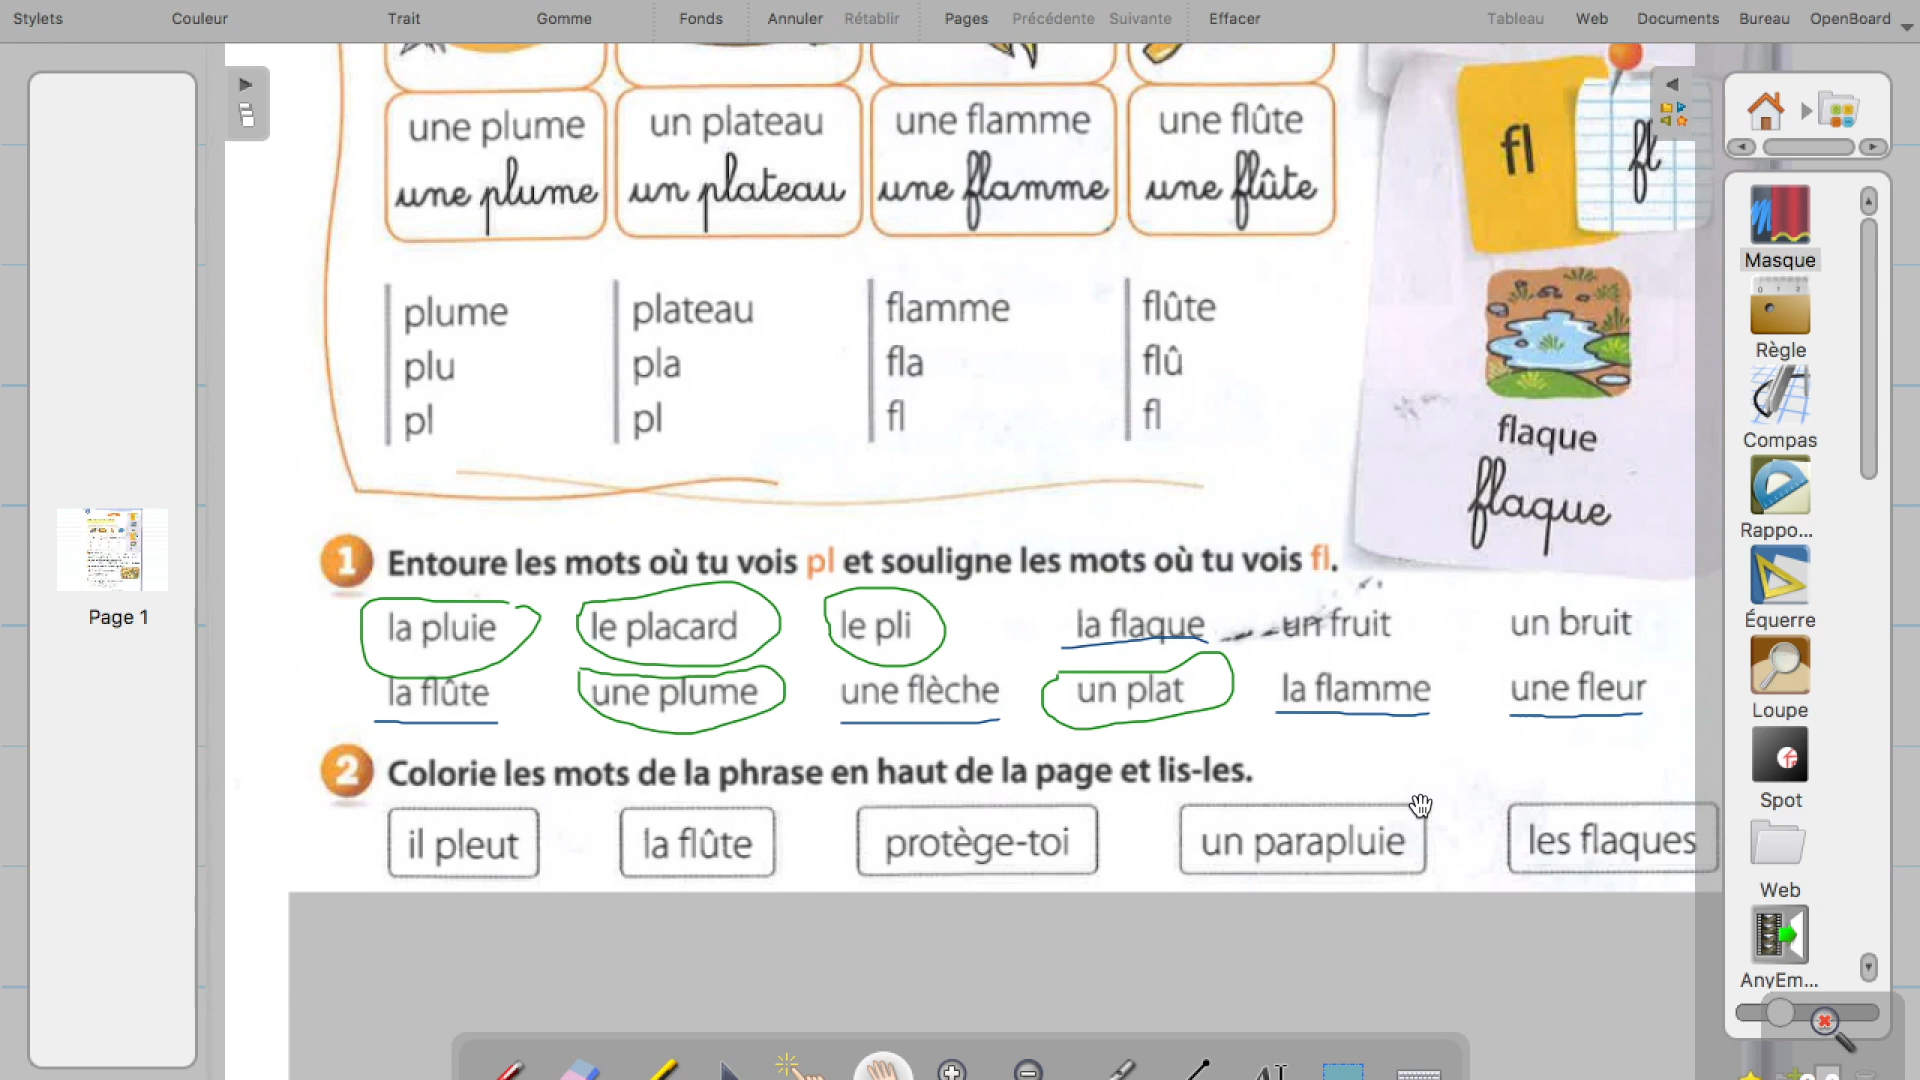 Stylets Couleur Trait Gomme Fonds Annuler Rétablir Pages Précédente Suivante Effacer Tableau Web Documents Bureau OpenBoard
une plume un plateau une flamme une flûte
une plume un plateau une flamme une flûte
fl fl
plume plateau flamme flûte
plu pla fla flû
pl pl fl fl
flaque
flaque
1 Entoure les mots où tu vois pl et souligne les mots où tu vois fl.
la pluie le placard le pli la flaque un fruit un bruit
la flûte une plume une flèche un plat la flamme une fleur
2 Colorie les mots de la phrase en haut de la page et lis-les.
il pleut la flûte protège-toi un parapluie les flaques
Page 1
Masque
Règle
Compas
Rappo...
Équerre
Loupe
Spot
Web
AnyEm...